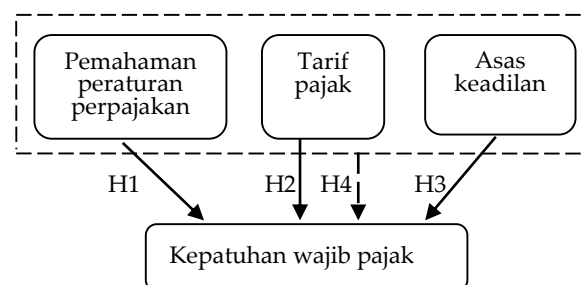 Pemahaman
peraturan
perpajakan
Tarif
pajak
Asas
keadilan
H1
H2
H4
H3
Kepatuhan wajib pajak